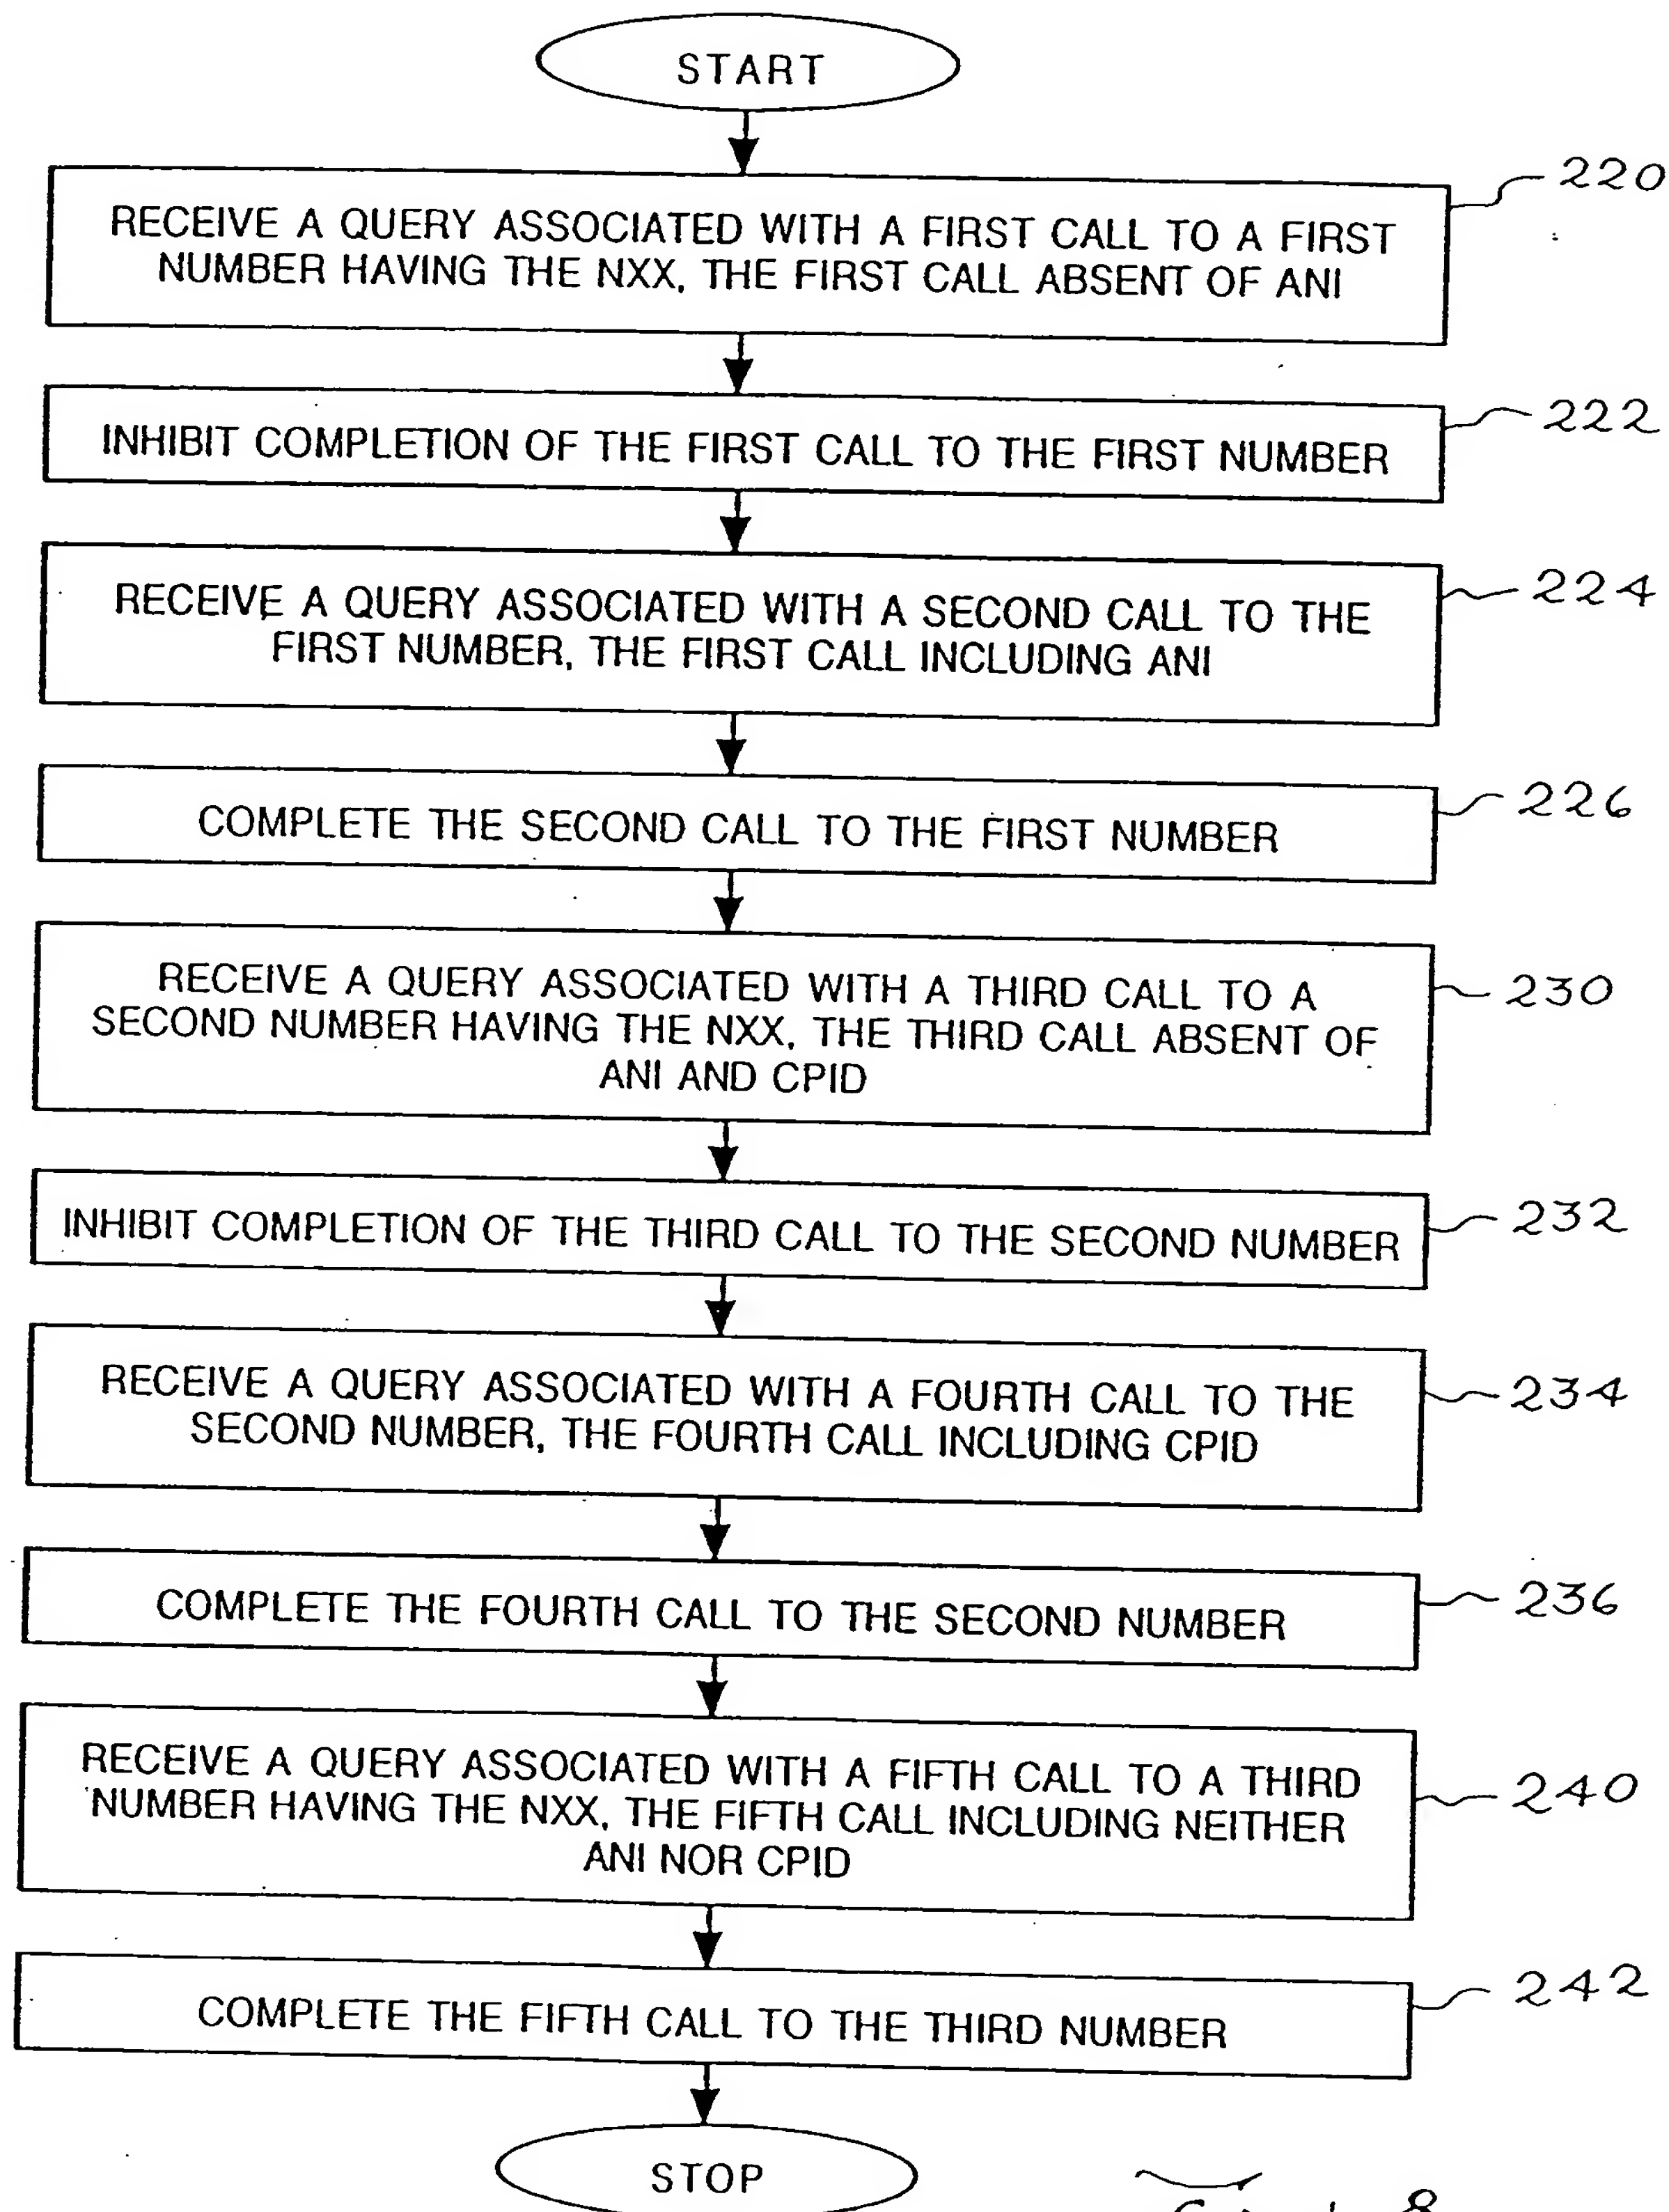 START
220
RECEIVE A QUERY ASSOCIATED WITH A FIRST CALL TO A FIRST
NUMBER HAVING THE NXX, THE FIRST CALL ABSENT OF ANI
222
INHIBIT COMPLETION OF THE FIRST CALL TO THE FIRST NUMBER
224
RECEIVE A QUERY ASSOCIATED WITH A SECOND CALL TO THE
FIRST NUMBER, THE FIRST CALL INCLUDING ANI
226
COMPLETE THE SECOND CALL TO THE FIRST NUMBER
230
RECEIVE A QUERY ASSOCIATED WITH A THIRD CALL TO A
SECOND NUMBER HAVING THE NXX, THE THIRD CALL ABSENT OF
ANI AND CPID
232
INHIBIT COMPLETION OF THE THIRD CALL TO THE SECOND NUMBER
234
RECEIVE A QUERY ASSOCIATED WITH A FOURTH CALL TO THE
SECOND NUMBER, THE FOURTH CALL INCLUDING CPID
236
COMPLETE THE FOURTH CALL TO THE SECOND NUMBER
240
RECEIVE A QUERY ASSOCIATED WITH A FIFTH CALL TO A THIRD
NUMBER HAVING THE NXX, THE FIFTH CALL INCLUDING NEITHER
ANI NOR CPID
242
COMPLETE THE FIFTH CALL TO THE THIRD NUMBER
STOP
8